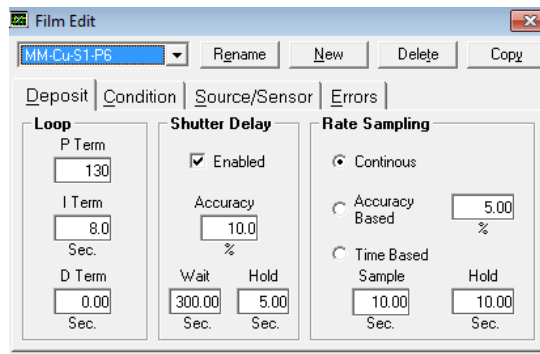 Film Edit
MM-Cu-S1-P6 Rename New Delete Copy
Deposit Condition Source/Sensor Errors
Loop
P Term
130
I Term
8.0
Sec.
D Term
0.00
Sec.
Shutter Delay
Enabled
Accuracy
10.0
%
Wait Hold
300.00 5.00
Sec. Sec.
Rate Sampling
Continous
Accuracy
Based
5.00
%
Time Based
Sample Hold
10.00 10.00
Sec. Sec.